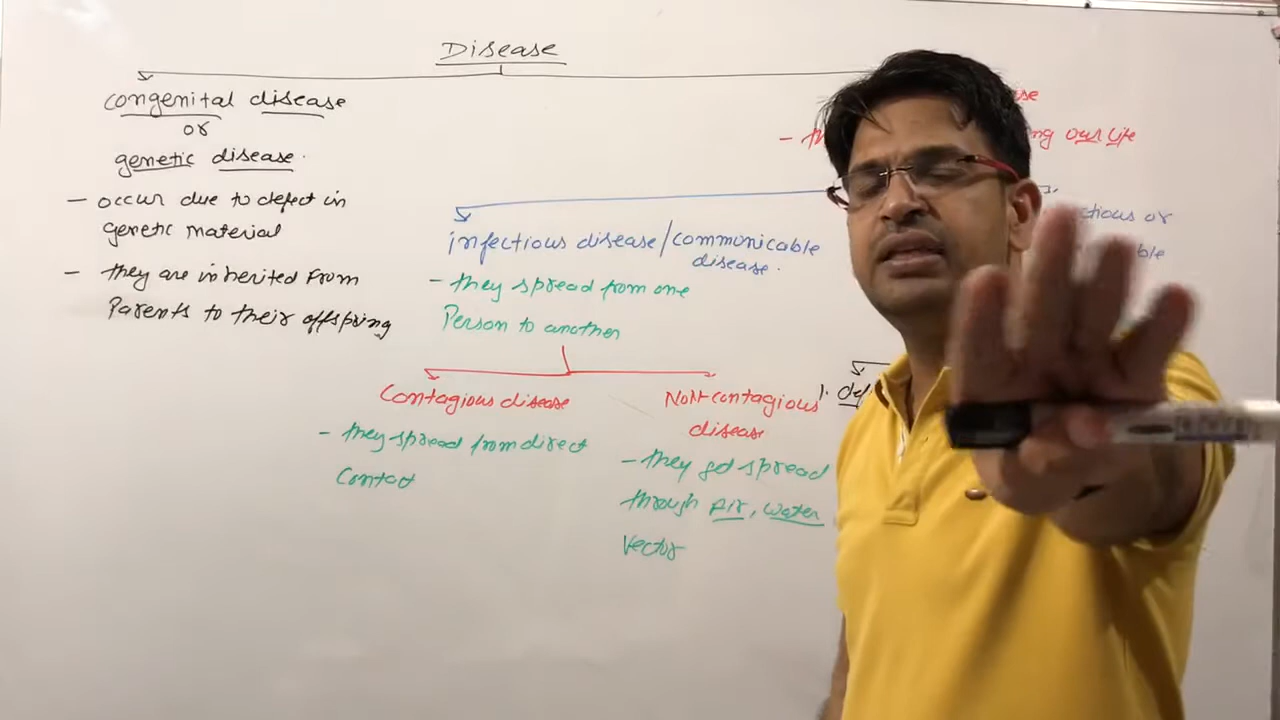 Disease
congenital disease
or
genetic disease.
- occur due to defect in
genetic material
- they are inherited from
Parents to their offspring
- our life
infectious disease/communicable
disease.
- they spread from one
Person to another
Contagious disease
- they spread from direct
Contact
Non-contagious
disease
- they get spread
through Air, water
Vector
or
1.